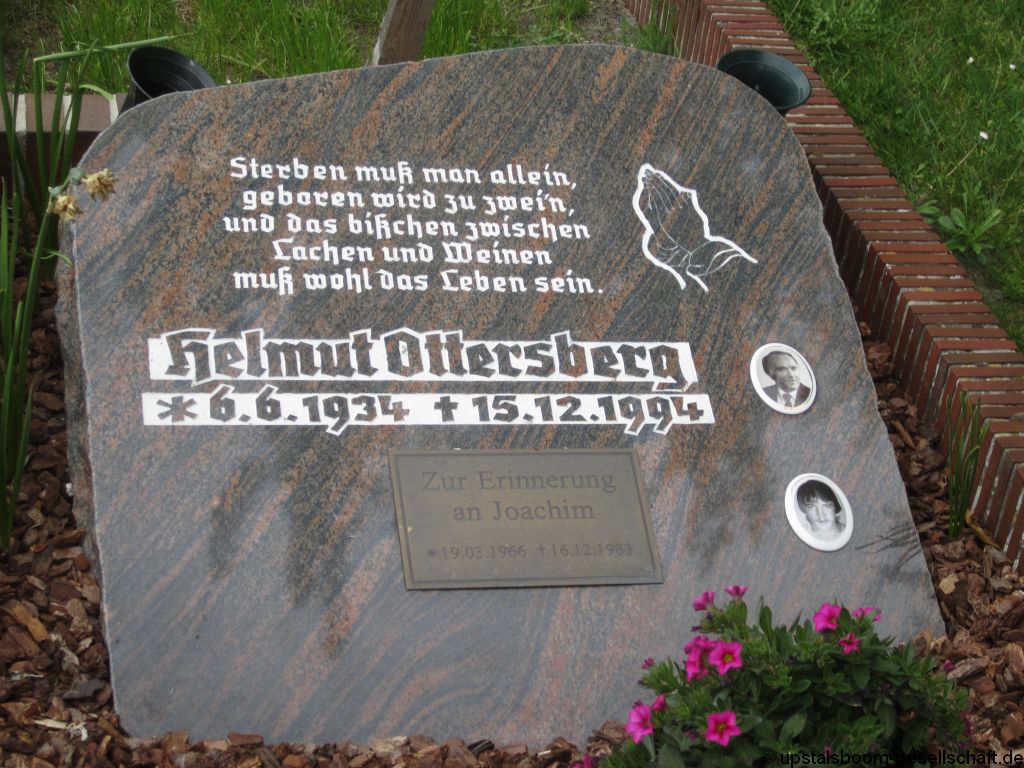 Sterben muß man allein,
geboren wird zu zwein,
und das bißchen zwischen
Lachen und Weinen
muß wohl das Leben sein.
Helmut Ottersberg
* 6.6.1934 † 15.12.1994
Zur Erinnerung
an Joachim
* 19.03.1966 † 16.12.1983
© upstalsboom-gesellschaft.de